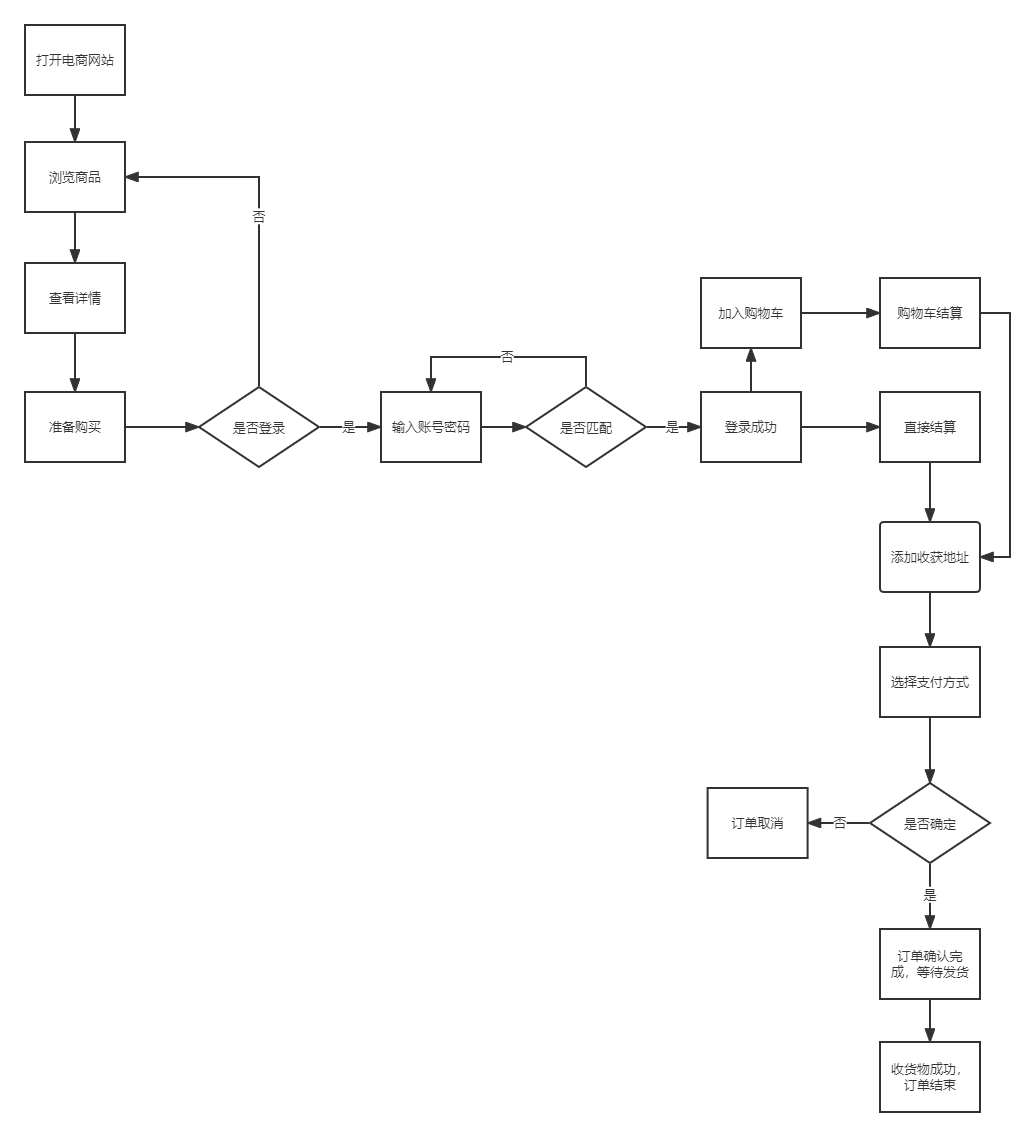 打开电商网站
浏览商品
否
查看详情
加入购物车
购物车结算
否
准备购买
是否登录
是
输入账号密码
是否匹配
是
登录成功
直接结算
添加收获地址
选择支付方式
订单取消
否
是否确定
是
订单确认完
成，等待发货
收货物成功，
订单结束